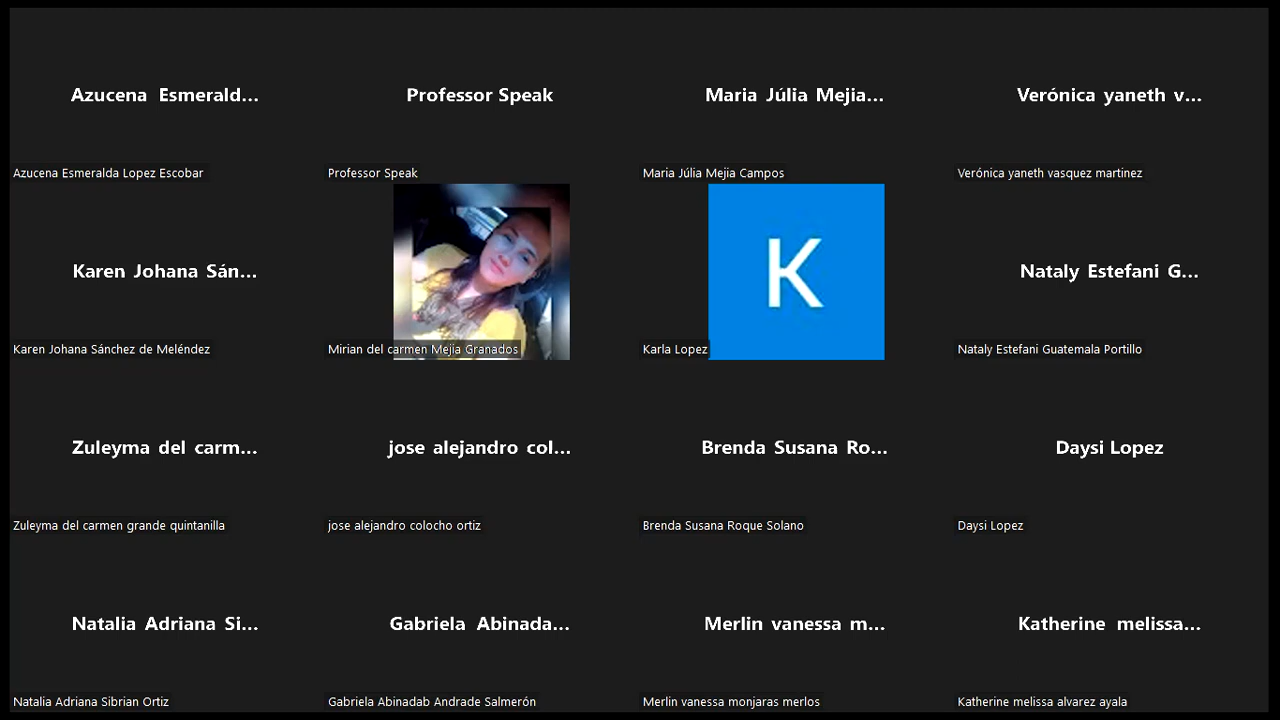 Azucena Esmerald...
Professor Speak
Maria Júlia Mejia...
Verónica yaneth v...
Azucena Esmeralda Lopez Escobar
Professor Speak
Maria Júlia Mejia Campos
Verónica yaneth vasquez martinez
Karen Johana Sán...
K
Nataly Estefani G...
Karen Johana Sánchez de Meléndez
Mirian del carmen Mejia Granados
Karla Lopez
Nataly Estefani Guatemala Portillo
Zuleyma del carm...
jose alejandro col...
Brenda Susana Ro...
Daysi Lopez
Zuleyma del carmen grande quintanilla
jose alejandro colocho ortiz
Brenda Susana Roque Solano
Daysi Lopez
Natalia Adriana Si...
Gabriela Abinada...
Merlin vanessa m...
Katherine melissa...
Natalia Adriana Sibrian Ortiz
Gabriela Abinadab Andrade Salmerón
Merlin vanessa monjaras merlos
Katherine melissa alvarez ayala